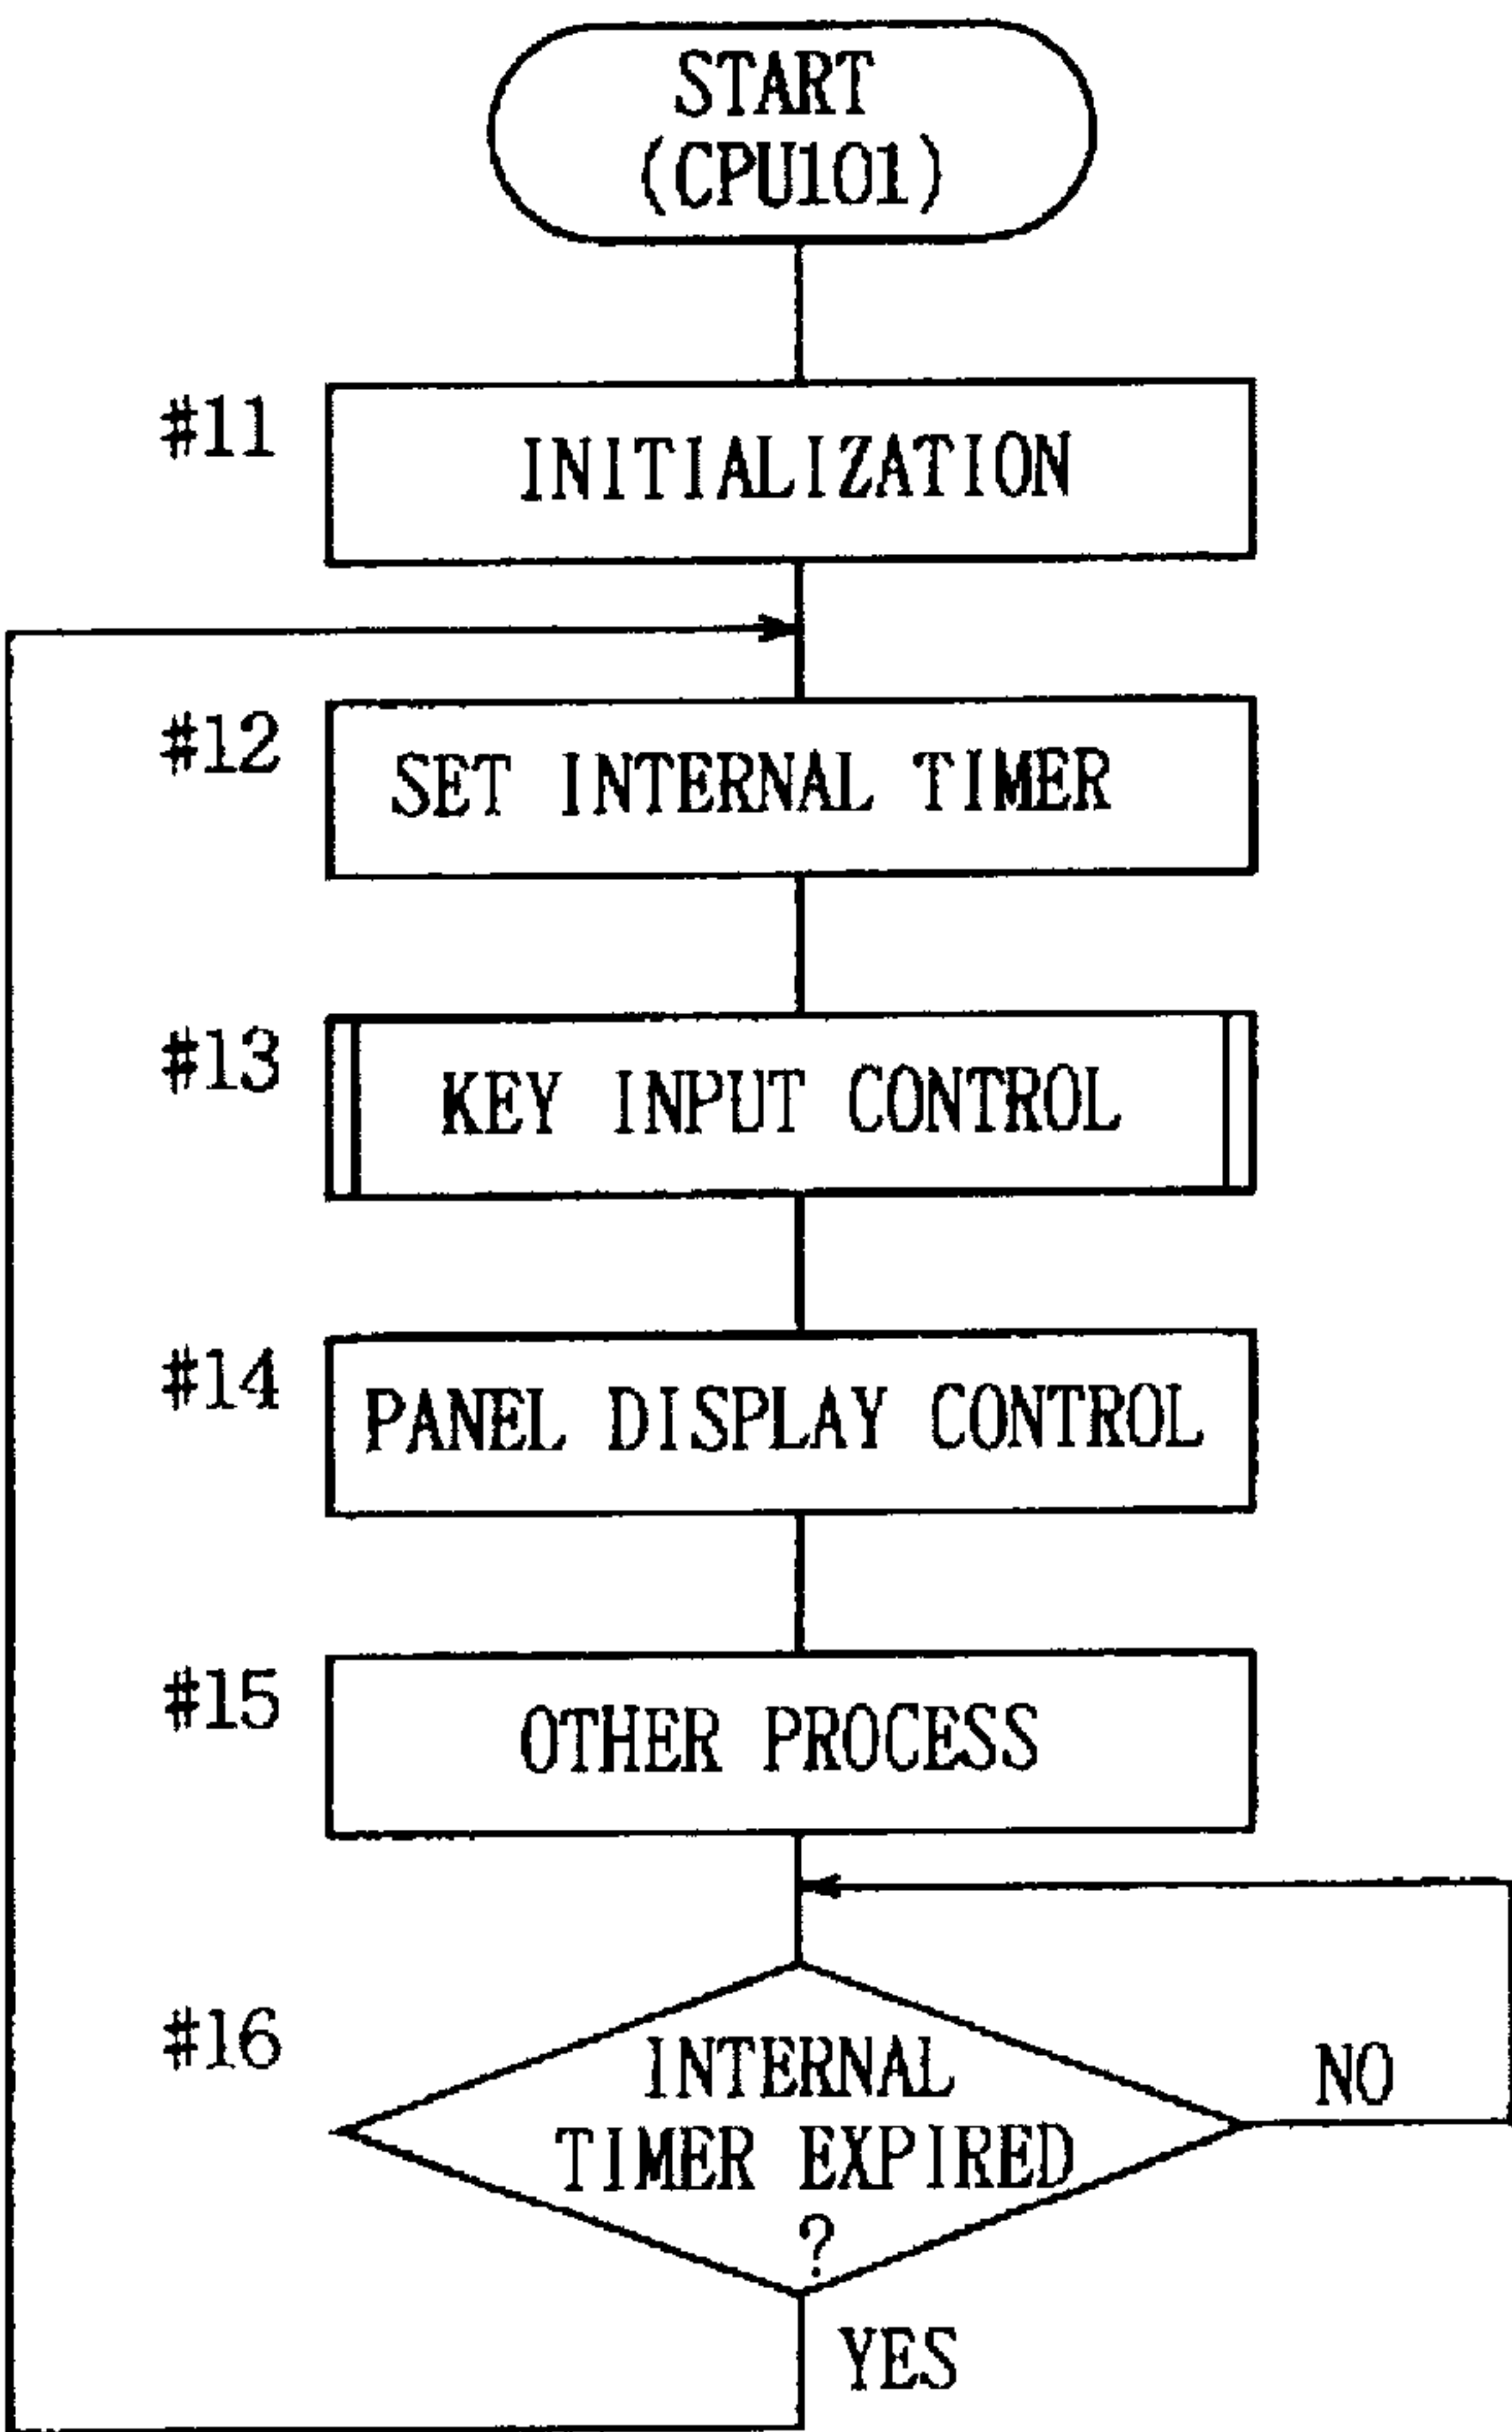 START
(CPU101)
#11
INITIALIZATION
#12
SET INTERNAL TIMER
#13
KEY INPUT CONTROL
#14
PANEL DISPLAY CONTROL
#15
OTHER PROCESS
#16
INTERNAL
TIMER EXPIRED
?
NO
YES